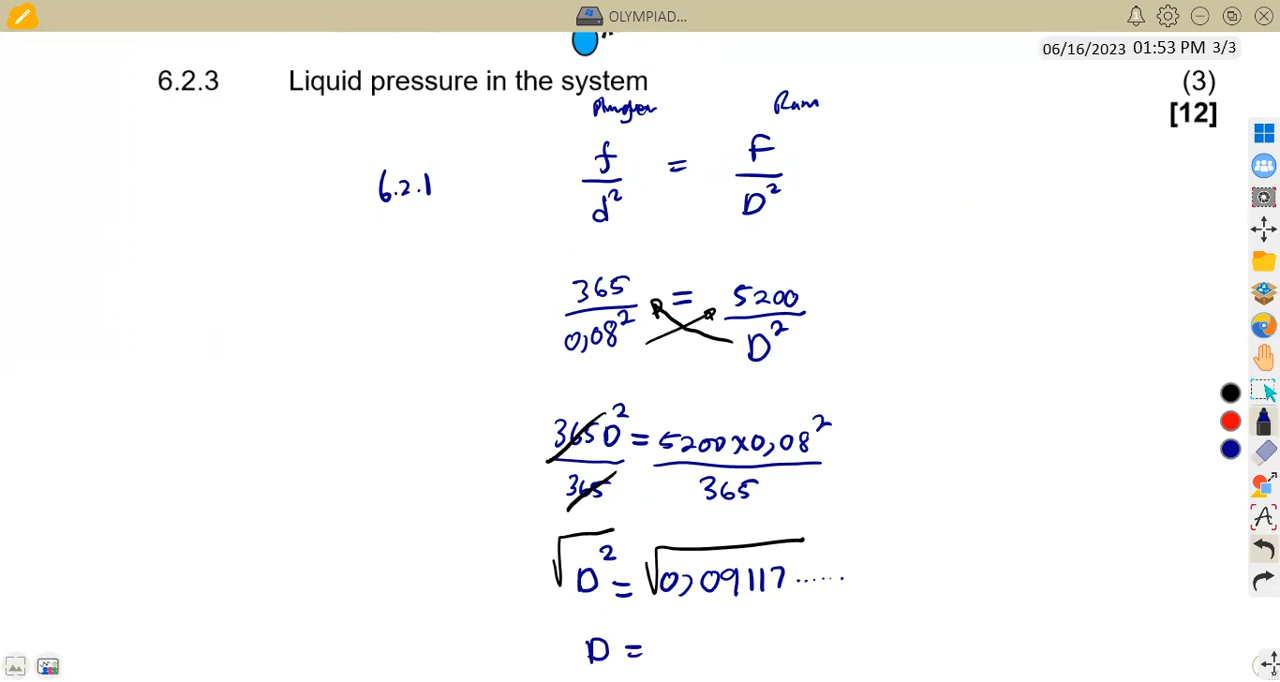 OLYMPIAD...
06/16/2023 01:53 PM 3/3
6.2.3 Liquid pressure in the system (3)
[12]
Plunger Ram
6.2.1 f/d² = F/D²
365/0,08² = 5200/D²
365D²/365 = 5200×0,08²/365
√D² = √0,09117......
D =